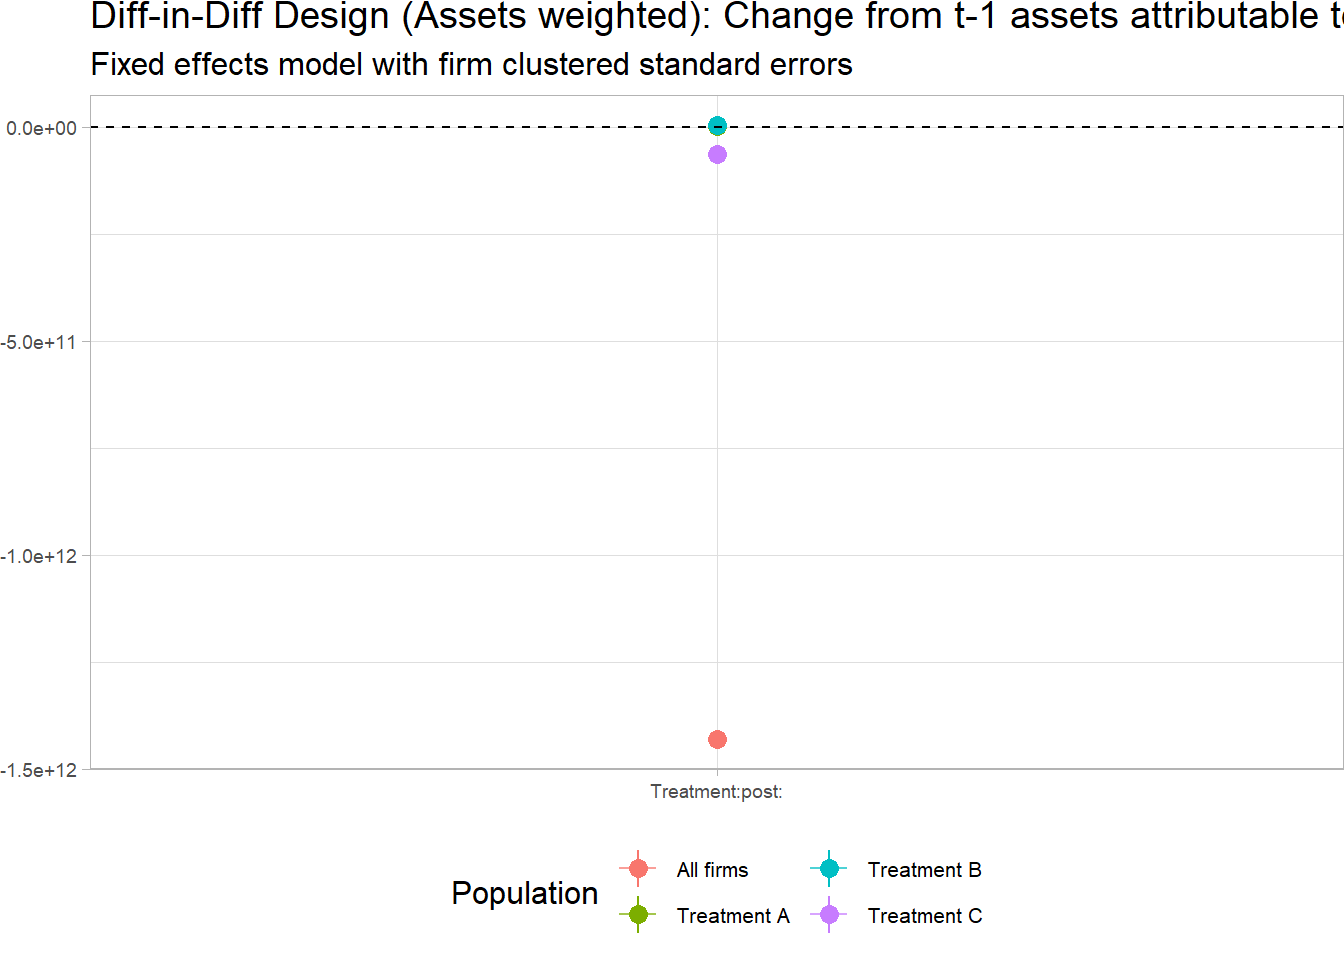 Diff-in-Diff Design (Assets weighted): Change from t-1 assets attributable t
Fixed effects model with firm clustered standard errors
0.0e+00
-5.0e+11
-1.0e+12
-1.5e+12
Treatment:post:
Population
All firms
Treatment B
Treatment A
Treatment C